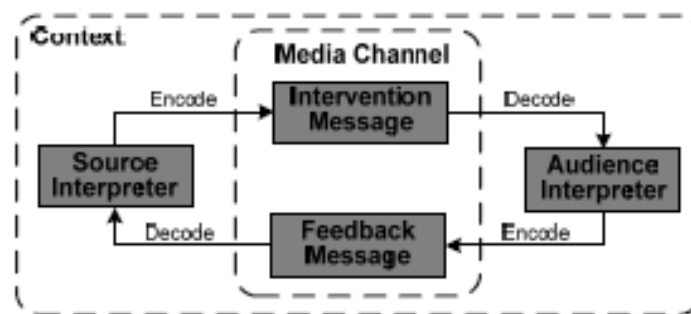 Context
Media Channel
Encode
Intervention
Message
Decode
Source
Interpreter
Audience
Interpreter
Decode
Feedback
Message
Encode